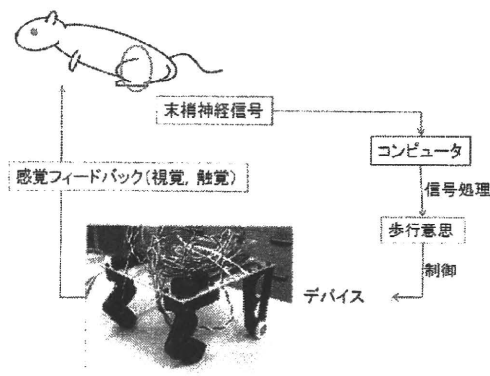 末梢神経信号
コンピュータ
感覚フィードバック(視覚, 触覚)
信号処理
歩行意思
制御
デバイス